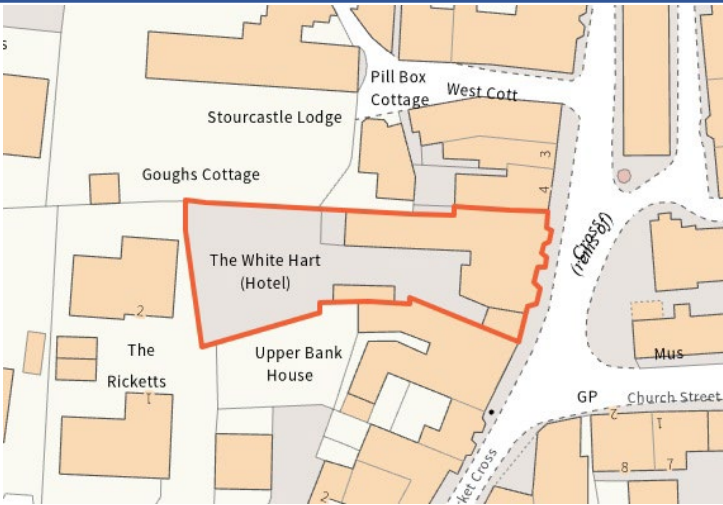 s
Pill Box
Cottage
West Cott
Stourcastle Lodge
3
Goughs Cottage
4
Cross
(rems of)
The White Hart
(Hotel)
2
The
Ricketts
Upper Bank
House
Mus
GP
Church Street
1
2
1
8
7
ket Cross
2